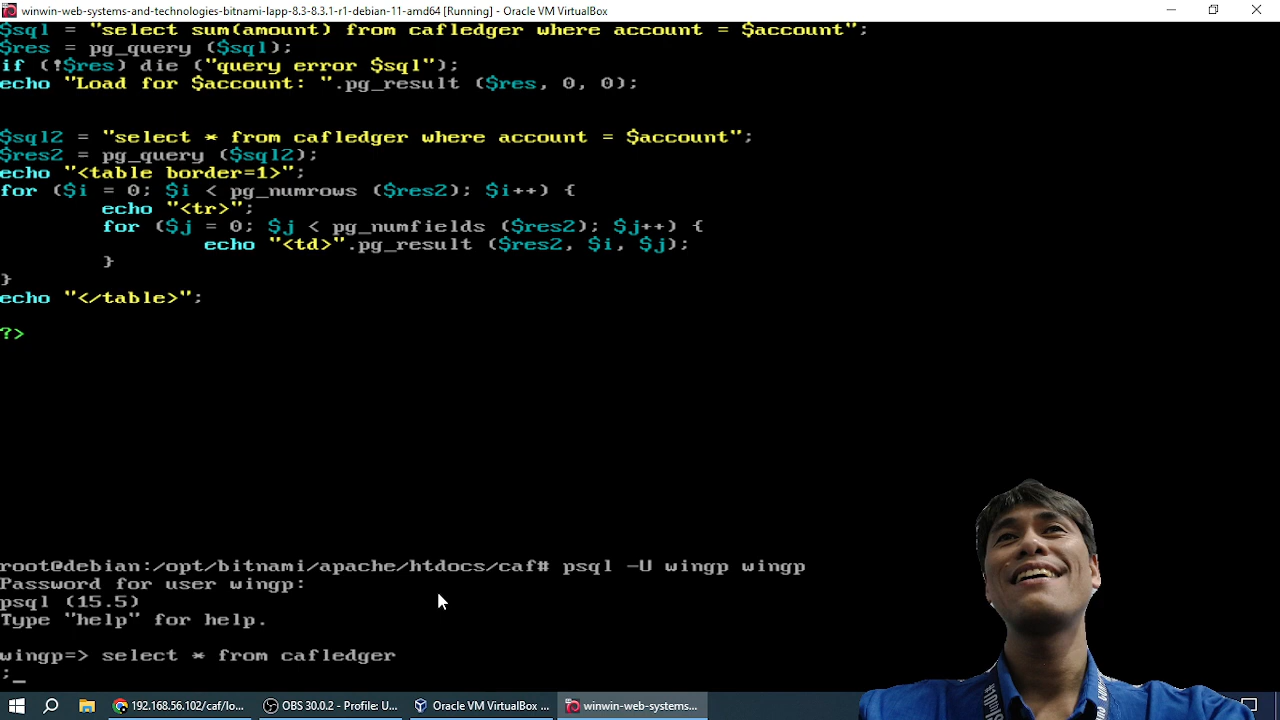 winwin-web-systems-and-technologies-bitnami-lapp-8.3-8.3.1-r1-debian-11-amd64 [Running] - Oracle VM VirtualBox
$sql = "select sum(amount) from cafledger where account = $account";
$res = pg_query ($sql);
if (!$res) die ("query error $sql");
echo "Load for $account: ".pg_result ($res, 0, 0);
$sql2 = "select * from cafledger where account = $account";
$res2 = pg_query ($sql2);
echo "<table border=1>";
for ($i = 0; $i < pg_numrows ($res2); $i++) {
echo "<tr>";
for ($j = 0; $j < pg_numfields ($res2); $j++) {
echo "<td>".pg_result ($res2, $i, $j);
}
}
echo "</table>";
?>
root@debian:/opt/bitnami/apache/htdocs/caf# psql -U wingp wingp
Password for user wingp:
psql (15.5)
Type "help" for help.
wingp=> select * from cafledger
;_
192.168.56.102/caf/lo...
OBS 30.0.2 - Profile: U...
Oracle VM VirtualBox ...
winwin-web-systems...